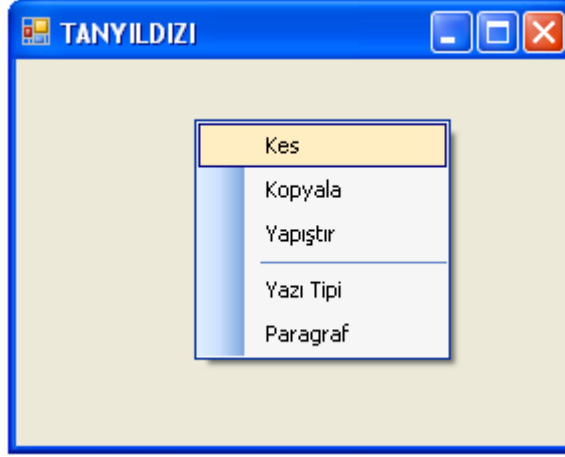 TANYILDIZI
Kes
Kopyala
Yapıştır
Yazı Tipi
Paragraf